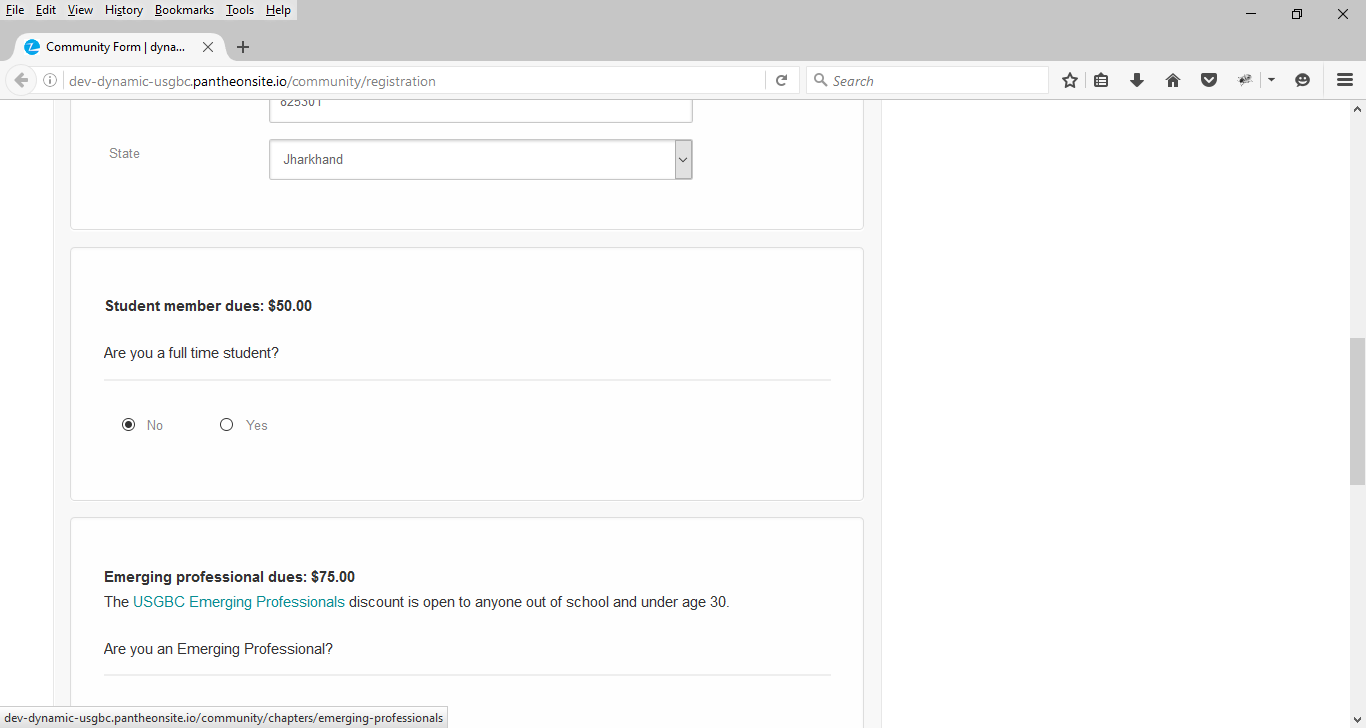 File Edit View History Bookmarks Tools Help
Community Form | dyna...
dev-dynamic-usgbc.pantheonsite.io/community/registration
Search
825301
State
Jharkhand
Student member dues: $50.00
Are you a full time student?
No
Yes
Emerging professional dues: $75.00
The USGBC Emerging Professionals discount is open to anyone out of school and under age 30.
Are you an Emerging Professional?
dev-dynamic-usgbc.pantheonsite.io/community/chapters/emerging-professionals